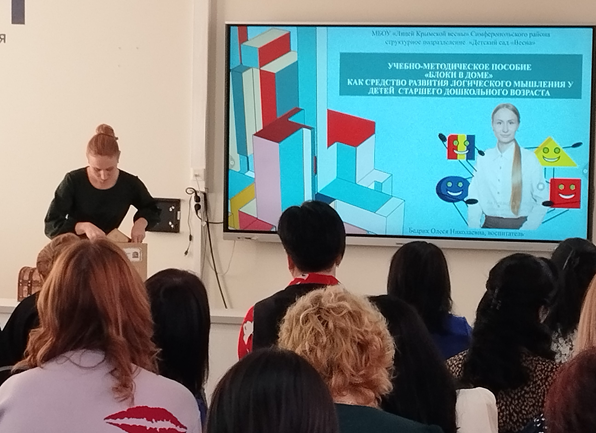 МБОУ «Лицей Крымской весны» Симферопольского района
структурное подразделение «Детский сад «Весна»
УЧЕБНО-МЕТОДИЧЕСКОЕ ПОСОБИЕ
«БЛОКИ В ДОМЕ»
КАК СРЕДСТВО РАЗВИТИЯ ЛОГИЧЕСКОГО МЫШЛЕНИЯ У
ДЕТЕЙ СТАРШЕГО ДОШКОЛЬНОГО ВОЗРАСТА
Олеся Николаевна, воспитатель